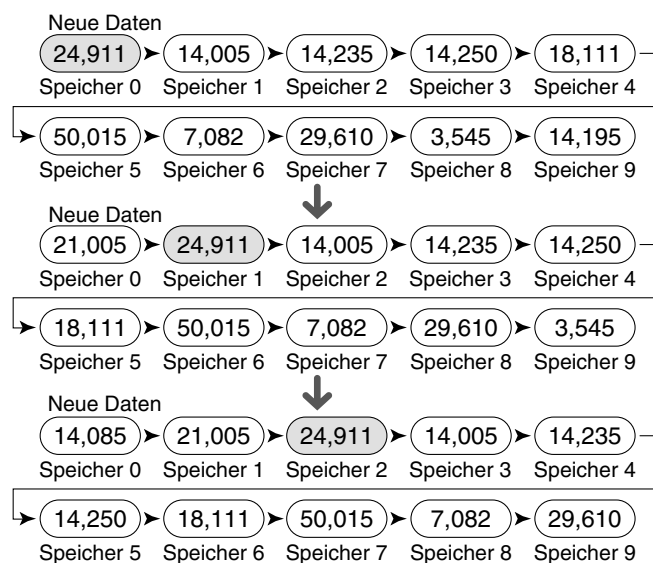 Neue Daten
24,911 14,005 14,235 14,250 18,111
Speicher 0 Speicher 1 Speicher 2 Speicher 3 Speicher 4
50,015 7,082 29,610 3,545 14,195
Speicher 5 Speicher 6 Speicher 7 Speicher 8 Speicher 9
Neue Daten
21,005 24,911 14,005 14,235 14,250
Speicher 0 Speicher 1 Speicher 2 Speicher 3 Speicher 4
18,111 50,015 7,082 29,610 3,545
Speicher 5 Speicher 6 Speicher 7 Speicher 8 Speicher 9
Neue Daten
14,085 21,005 24,911 14,005 14,235
Speicher 0 Speicher 1 Speicher 2 Speicher 3 Speicher 4
14,250 18,111 50,015 7,082 29,610
Speicher 5 Speicher 6 Speicher 7 Speicher 8 Speicher 9